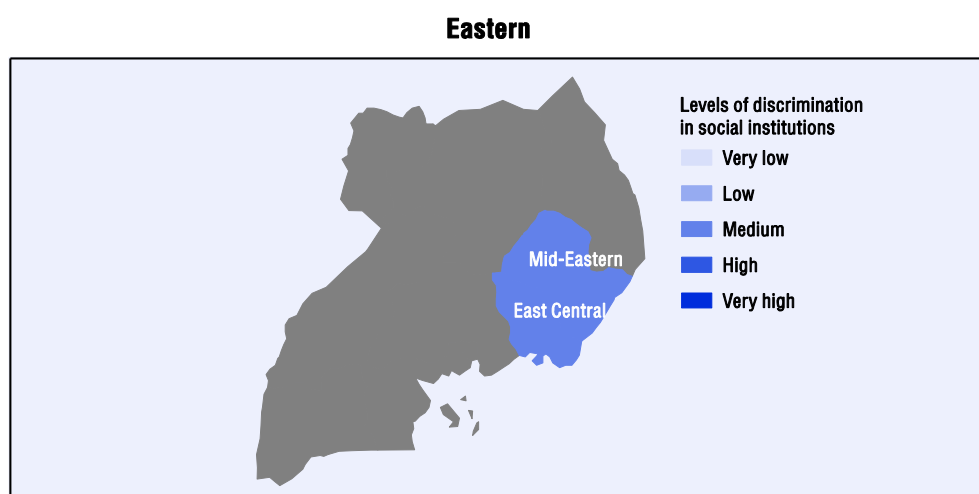 Eastern
Levels of discrimination
in social institutions
Very low
Low
Medium
High
Very high
Mid-Eastern
East Central